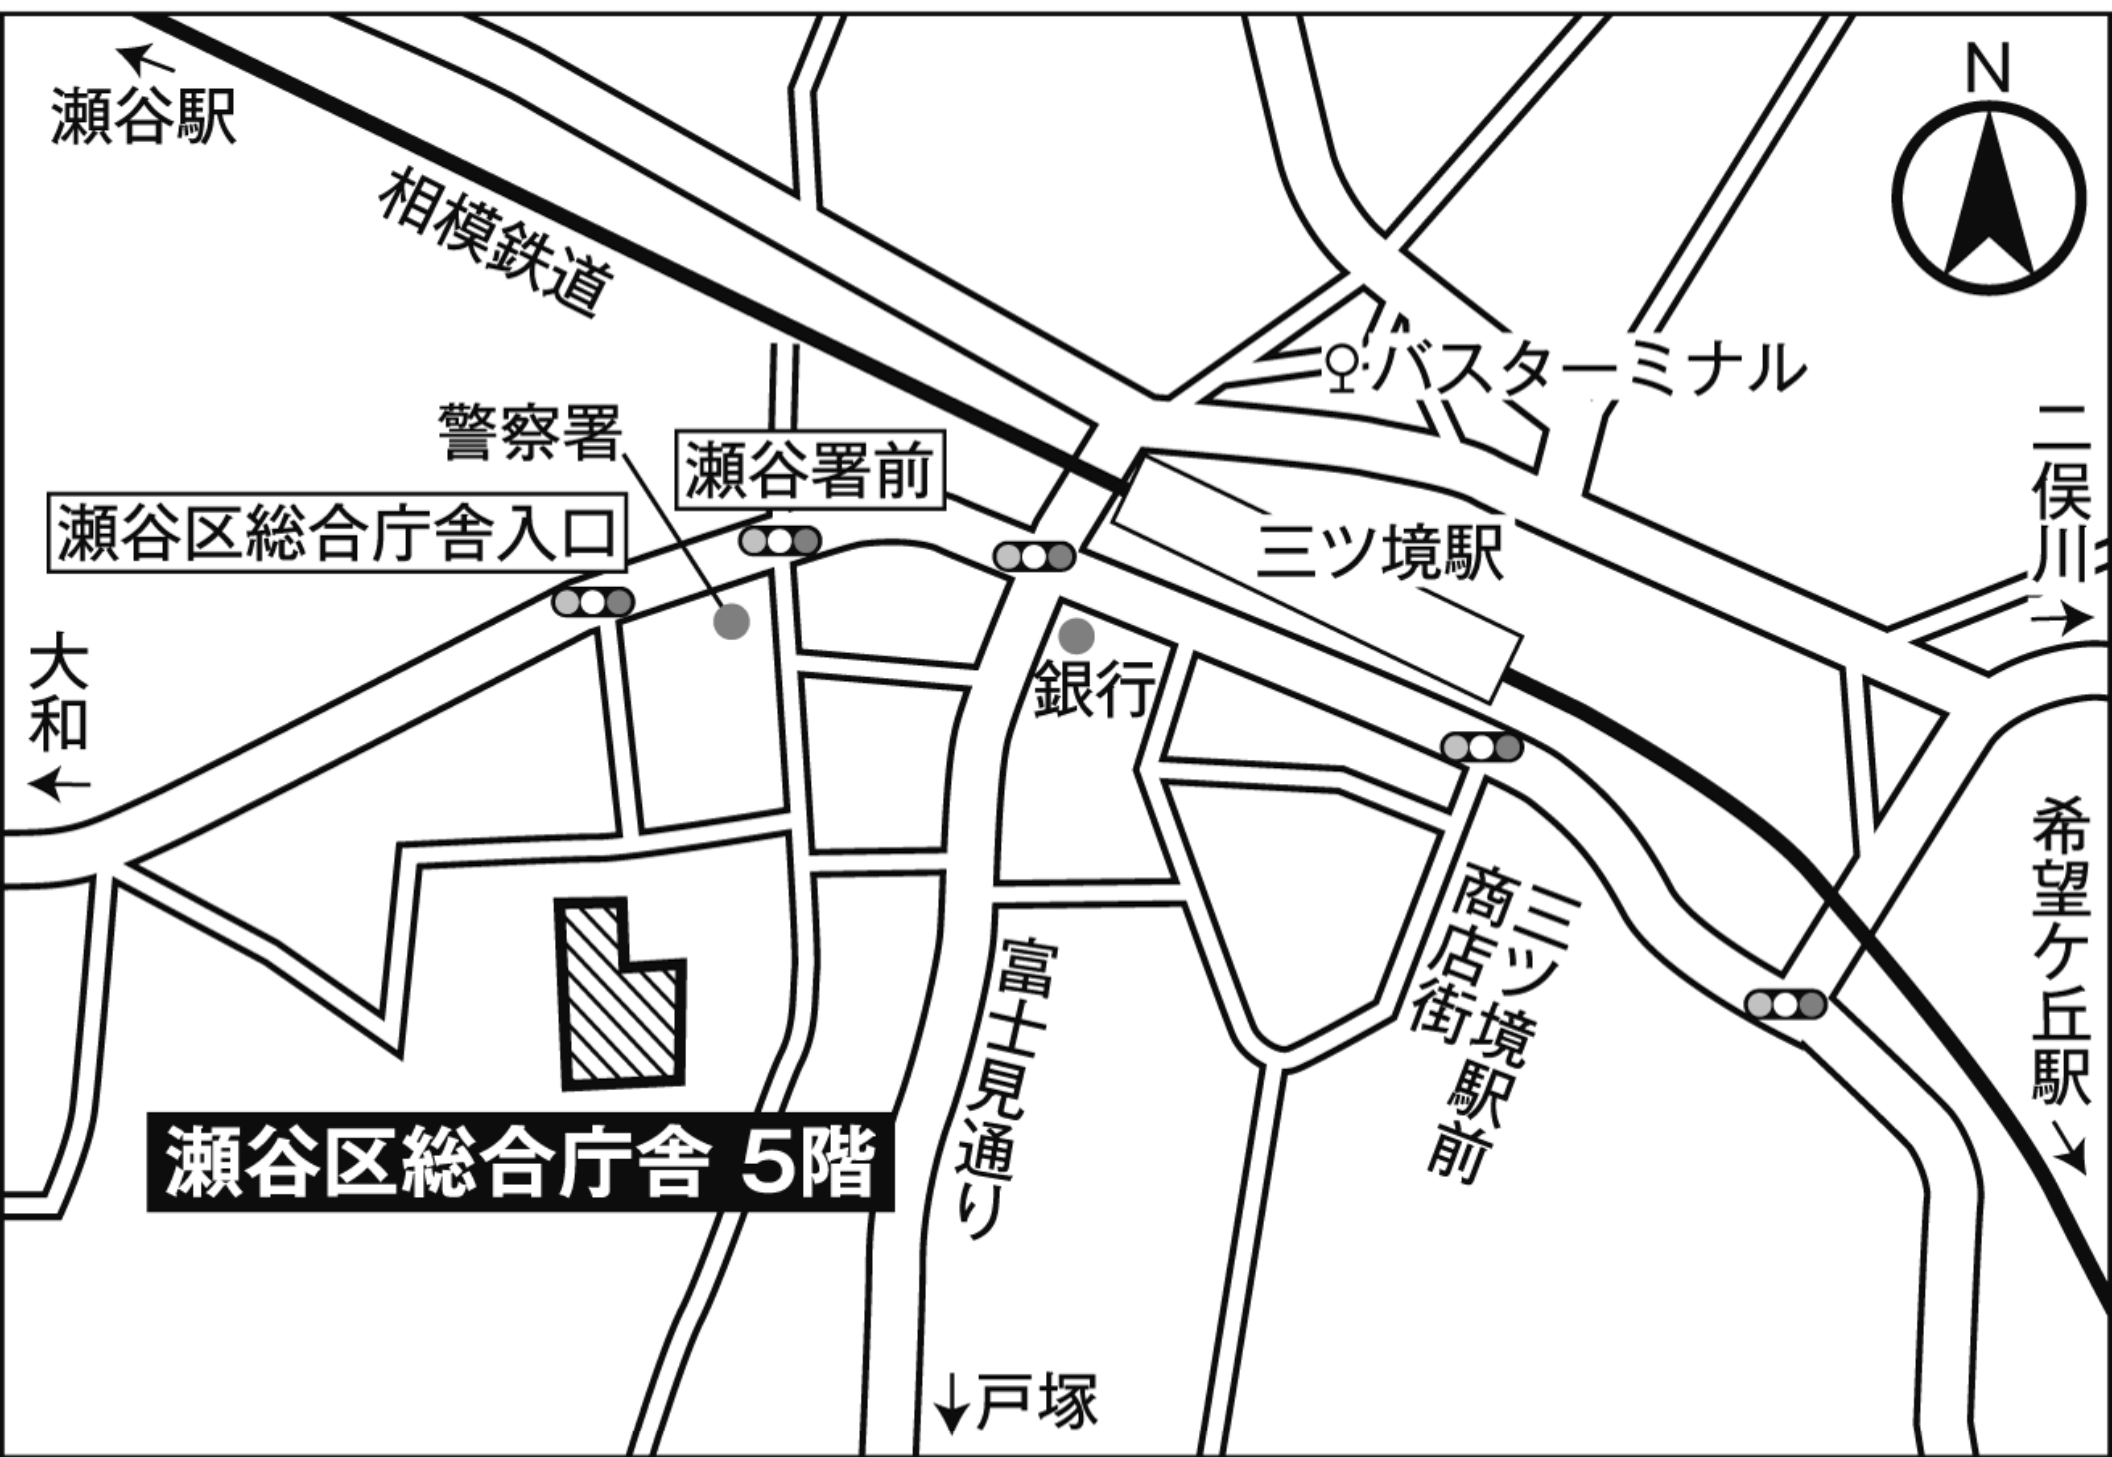 N
瀬谷駅
相模鉄道
バスターミナル
二俣川
警察署
瀬谷署前
瀬谷区総合庁舎入口
三ツ境駅
大和
銀行
希望ケ丘駅
三ツ境駅前
商店街
富士見通り
瀬谷区総合庁舎 5階
戸塚